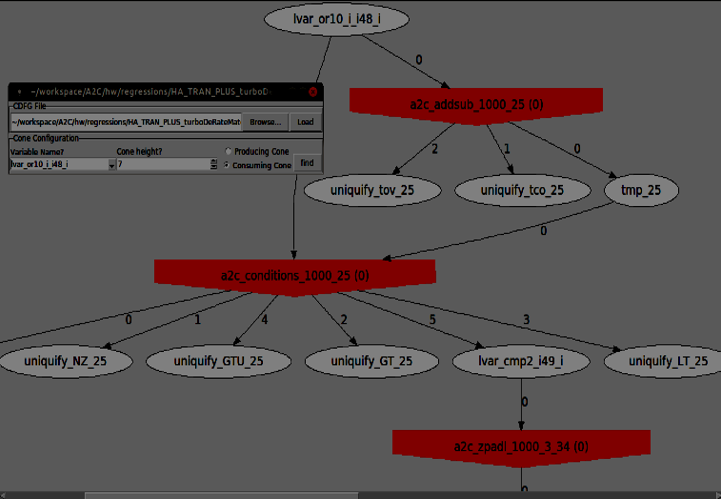 lvar_or10_i_i48_i
0
a2c_addsub_1000_25 (0)
~/workspace/A2C/hw/regressions/HA_TRAN_PLUS_turboDe
CDFG File
~/workspace/A2C/hw/regressions/HA_TRAN_PLUS_turboDeRateMat Browse... Load
Cone Configuration
Variable Name? Cone height? Producing Cone
lvar_or10_i_i48_i 7 Consuming Cone find
2 1 0
uniquify_tov_25 uniquify_tco_25 tmp_25
0
a2c_conditions_1000_25 (0)
0 1 4 2 5 3
uniquify_NZ_25 uniquify_GTU_25 uniquify_GT_25 lvar_cmp2_i49_i uniquify_LT_25
0
a2c_zpadl_1000_3_34 (0)
0